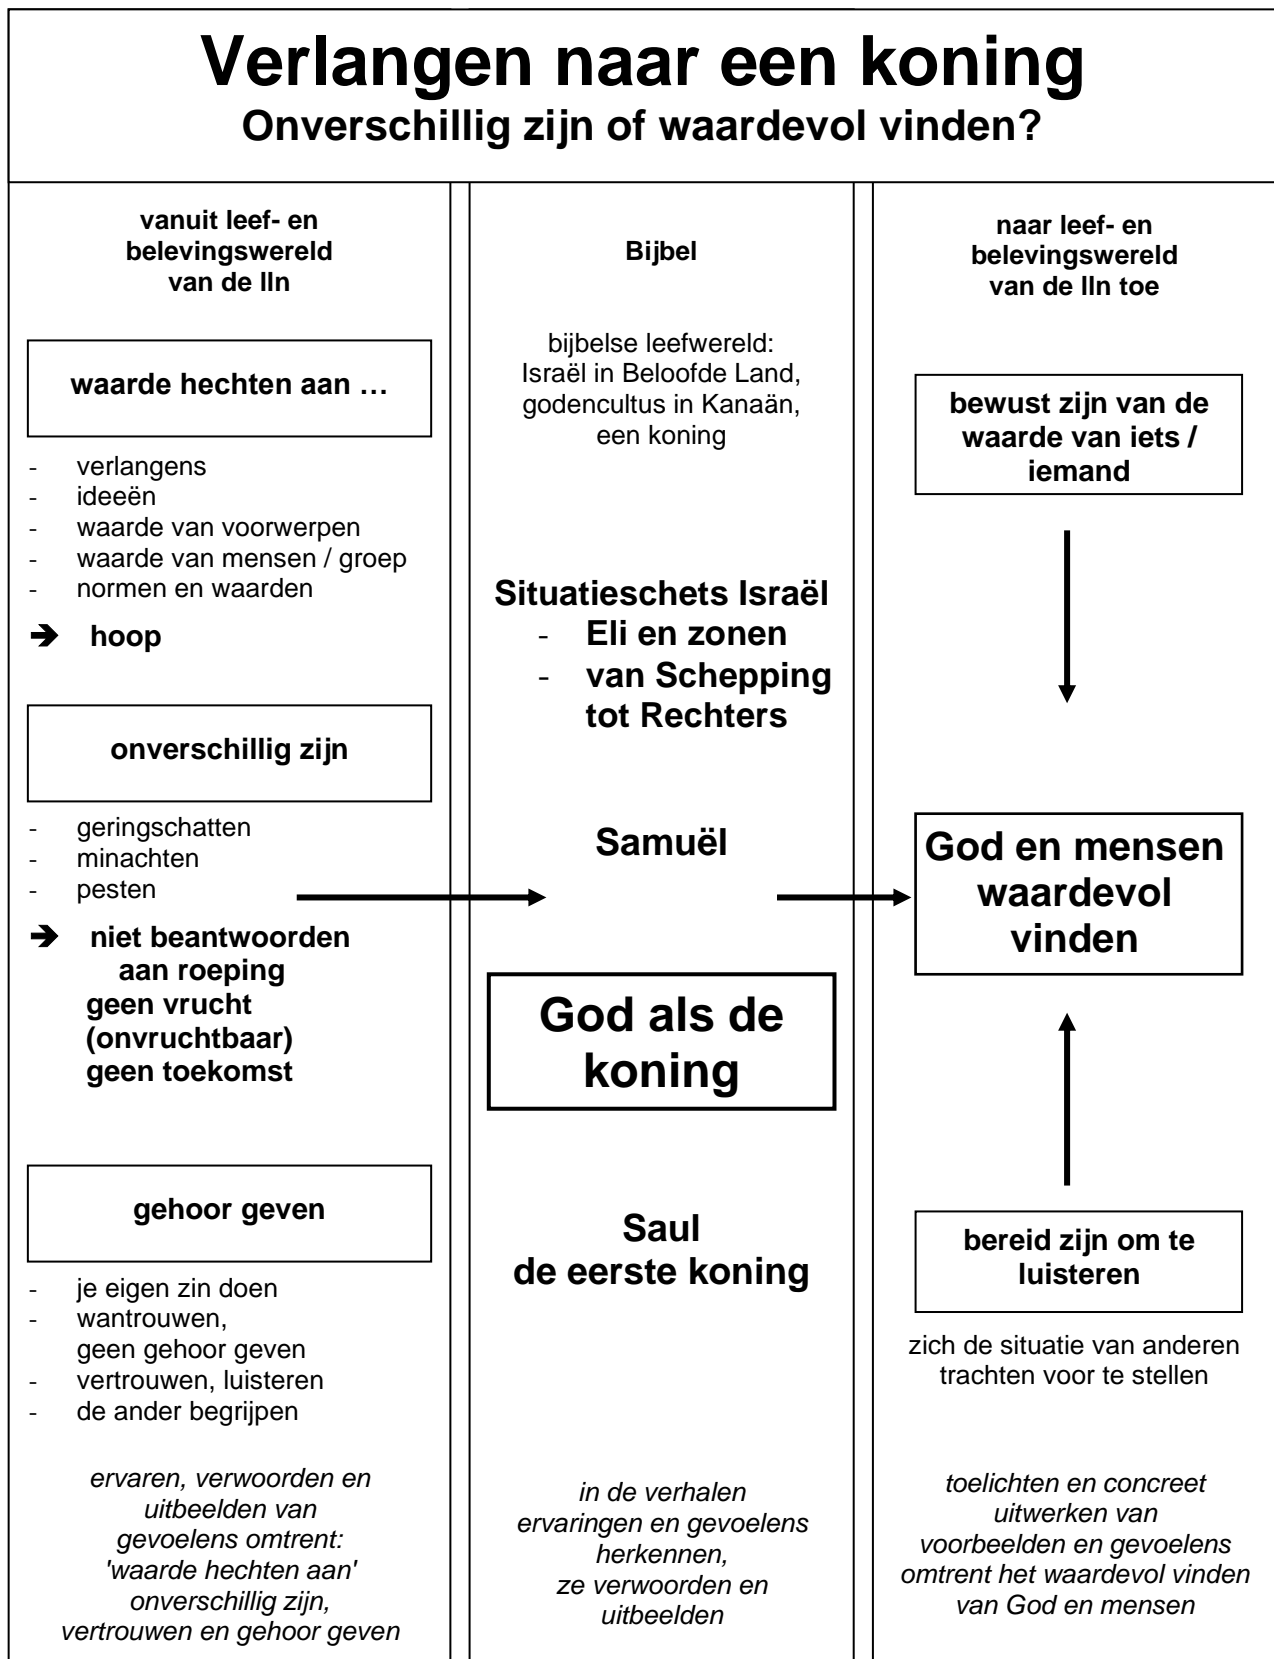 Verlangen naar een koning
Onverschillig zijn of waardevol vinden?
vanuit leef- en
belevingswereld
van de lln
waarde hechten aan …
- verlangens
- ideeën
- waarde van voorwerpen
- waarde van mensen / groep
- normen en waarden
➔ hoop
onverschillig zijn
- geringschatten
- minachten
- pesten
➔ niet beantwoorden
aan roeping
geen vrucht
(onvruchtbaar)
geen toekomst
gehoor geven
- je eigen zin doen
- wantrouwen,
geen gehoor geven
- vertrouwen, luisteren
- de ander begrijpen
ervaren, verwoorden en
uitbeelden van
gevoelens omtrent:
'waarde hechten aan'
onverschillig zijn,
vertrouwen en gehoor geven
Bijbel
bijbelse leefwereld:
Israël in Beloofde Land,
godencultus in Kanaän,
een koning
Situatieschets Israël
- Eli en zonen
- van Schepping
tot Rechters
Samuël
God als de
koning
Saul
de eerste koning
in de verhalen
ervaringen en gevoelens
herkennen,
ze verwoorden en
uitbeelden
naar leef- en
belevingswereld
van de lln toe
bewust zijn van de
waarde van iets /
iemand
God en mensen
waardevol
vinden
bereid zijn om te
luisteren
zich de situatie van anderen
trachten voor te stellen
toelichten en concreet
uitwerken van
voorbeelden en gevoelens
omtrent het waardevol vinden
van God en mensen